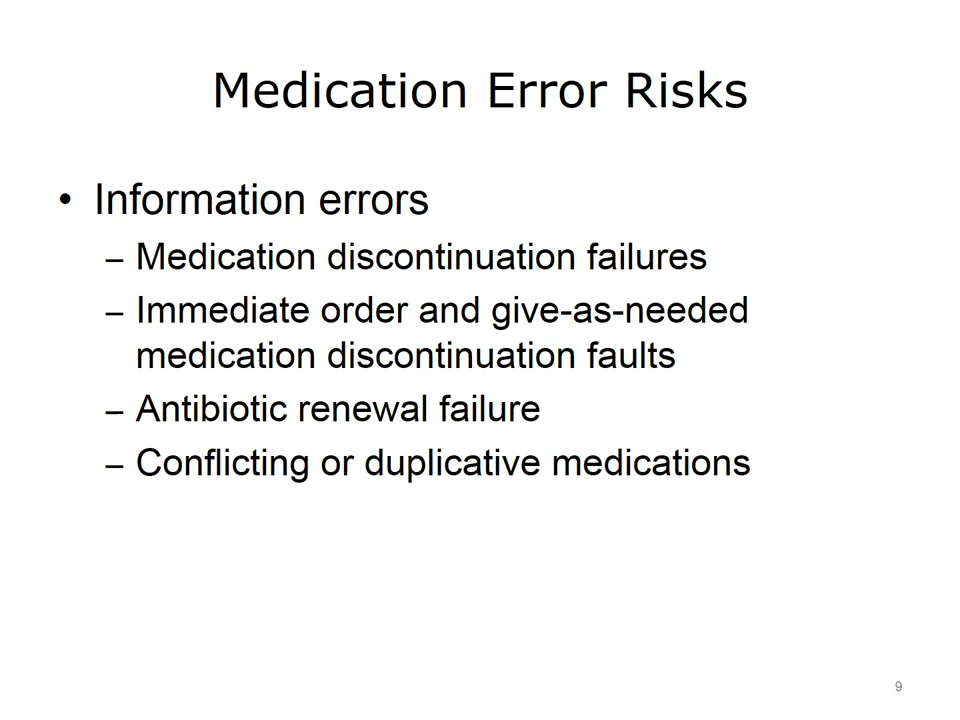 Medication Error Risks
• Information errors
– Medication discontinuation failures
– Immediate order and give-as-needed
medication discontinuation faults
– Antibiotic renewal failure
– Conflicting or duplicative medications
9